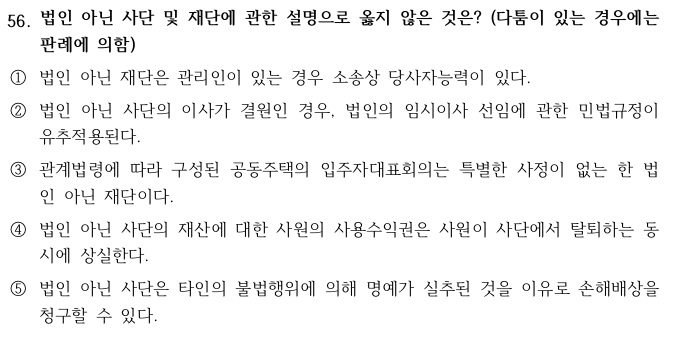 56. 법인 아닌 사단 및 재단에 관한 설명으로 옳지 않은 것은? (다툼이 있는 경우에는
판례에 의함)
① 법인 아닌 재단은 관리인이 있는 경우 소송상 당사자능력이 있다.
② 법인 아닌 사단의 이사가 결원인 경우, 법인의 임시이사 선임에 관한 민법규정이
유추적용된다.
③ 관계법령에 따라 구성된 공동주택의 입주자대표회의는 특별한 사정이 없는 한 법
인 아닌 재단이다.
④ 법인 아닌 사단의 재산에 대한 사원의 사용수익권은 사원이 사단에서 탈퇴하는 동
시에 상실한다.
⑤ 법인 아닌 사단은 타인의 불법행위에 의해 명예가 실추된 것을 이유로 손해배상을
청구할 수 있다.